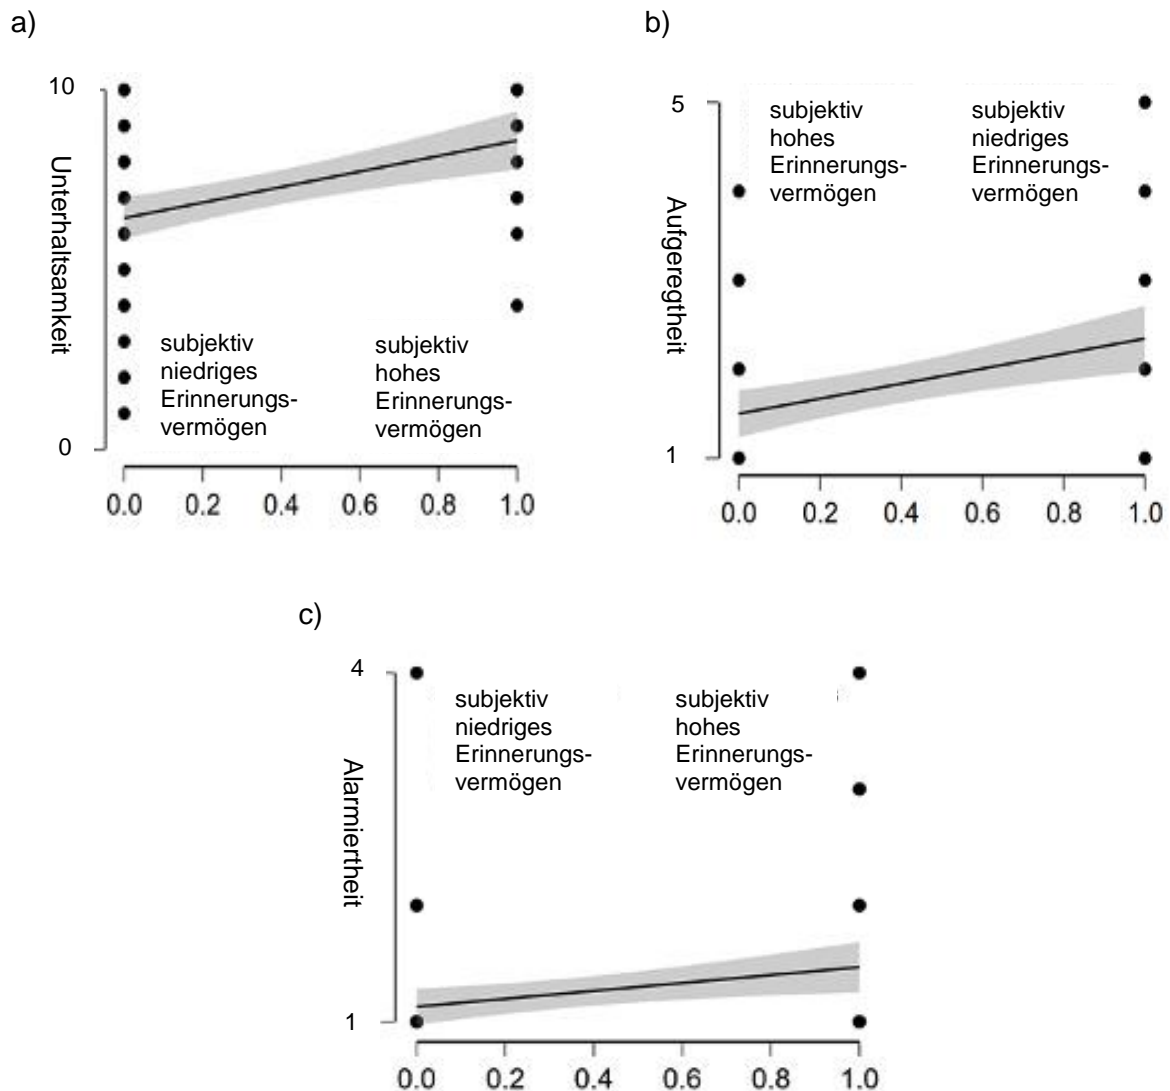 a)
10
Unterhaltsamkeit
0
subjektiv
niedriges
Erinnerungs-
vermögen
subjektiv
hohes
Erinnerungs-
vermögen
0.0 0.2 0.4 0.6 0.8 1.0
b)
5
Aufgeregtheit
1
subjektiv
hohes
Erinnerungs-
vermögen
subjektiv
niedriges
Erinnerungs-
vermögen
0.0 0.2 0.4 0.6 0.8 1.0
c)
4
Alarmiertheit
1
subjektiv
niedriges
Erinnerungs-
vermögen
subjektiv
hohes
Erinnerungs-
vermögen
0.0 0.2 0.4 0.6 0.8 1.0